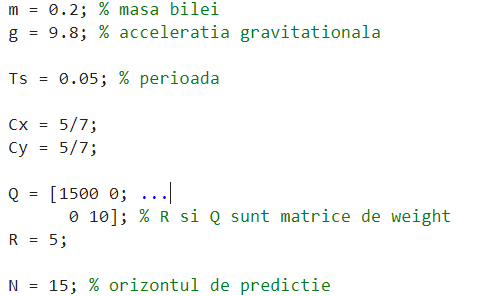 m = 0.2; % masa bilei
g = 9.8; % acceleratia gravitationala
Ts = 0.05; % perioada
Cx = 5/7;
Cy = 5/7;
Q = [1500 0; ...
0 10]; % R si Q sunt matrice de weight
R = 5;
N = 15; % orizontul de predictie